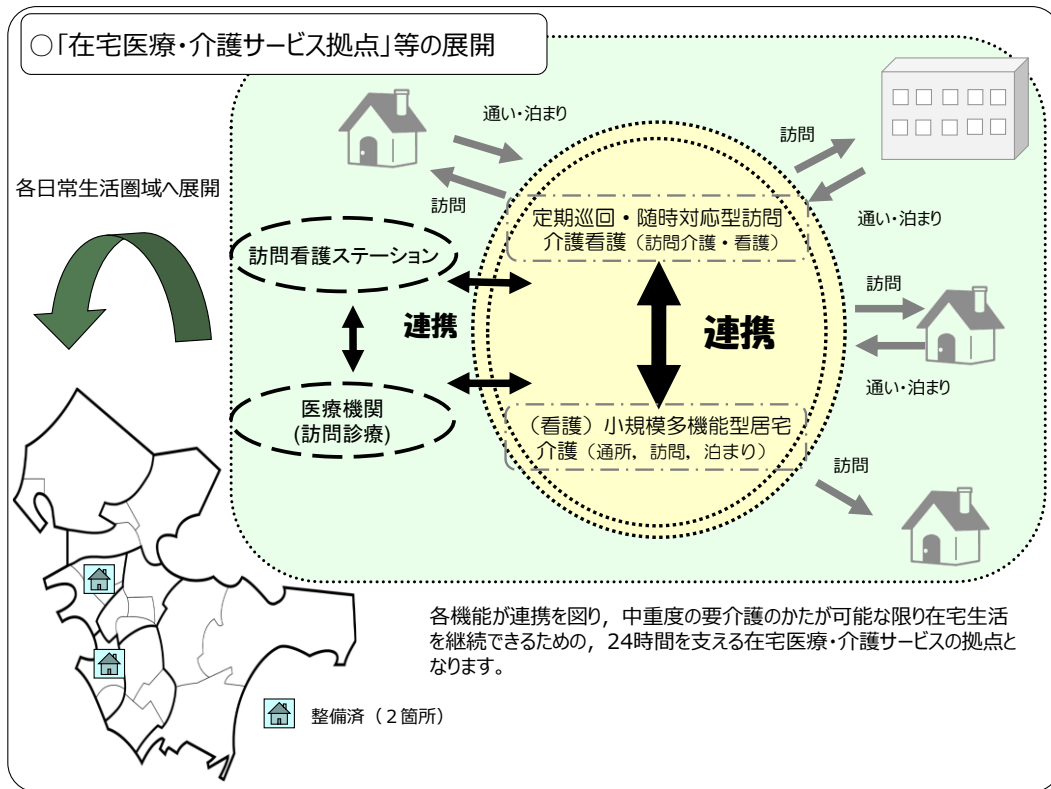 ○「在宅医療・介護サービス拠点」等の展開
通い・泊まり
訪問
訪問
通い・泊まり
各日常生活圏域へ展開
定期巡回・随時対応型訪問
介護看護（訪問介護・看護）
訪問看護ステーション
連携
連携
訪問
通い・泊まり
医療機関
(訪問診療)
（看護）小規模多機能型居宅
介護（通所，訪問，泊まり）
訪問
各機能が連携を図り，中重度の要介護のかたが可能な限り在宅生活
を継続できるための，24時間を支える在宅医療・介護サービスの拠点と
なります。
整備済（２箇所）